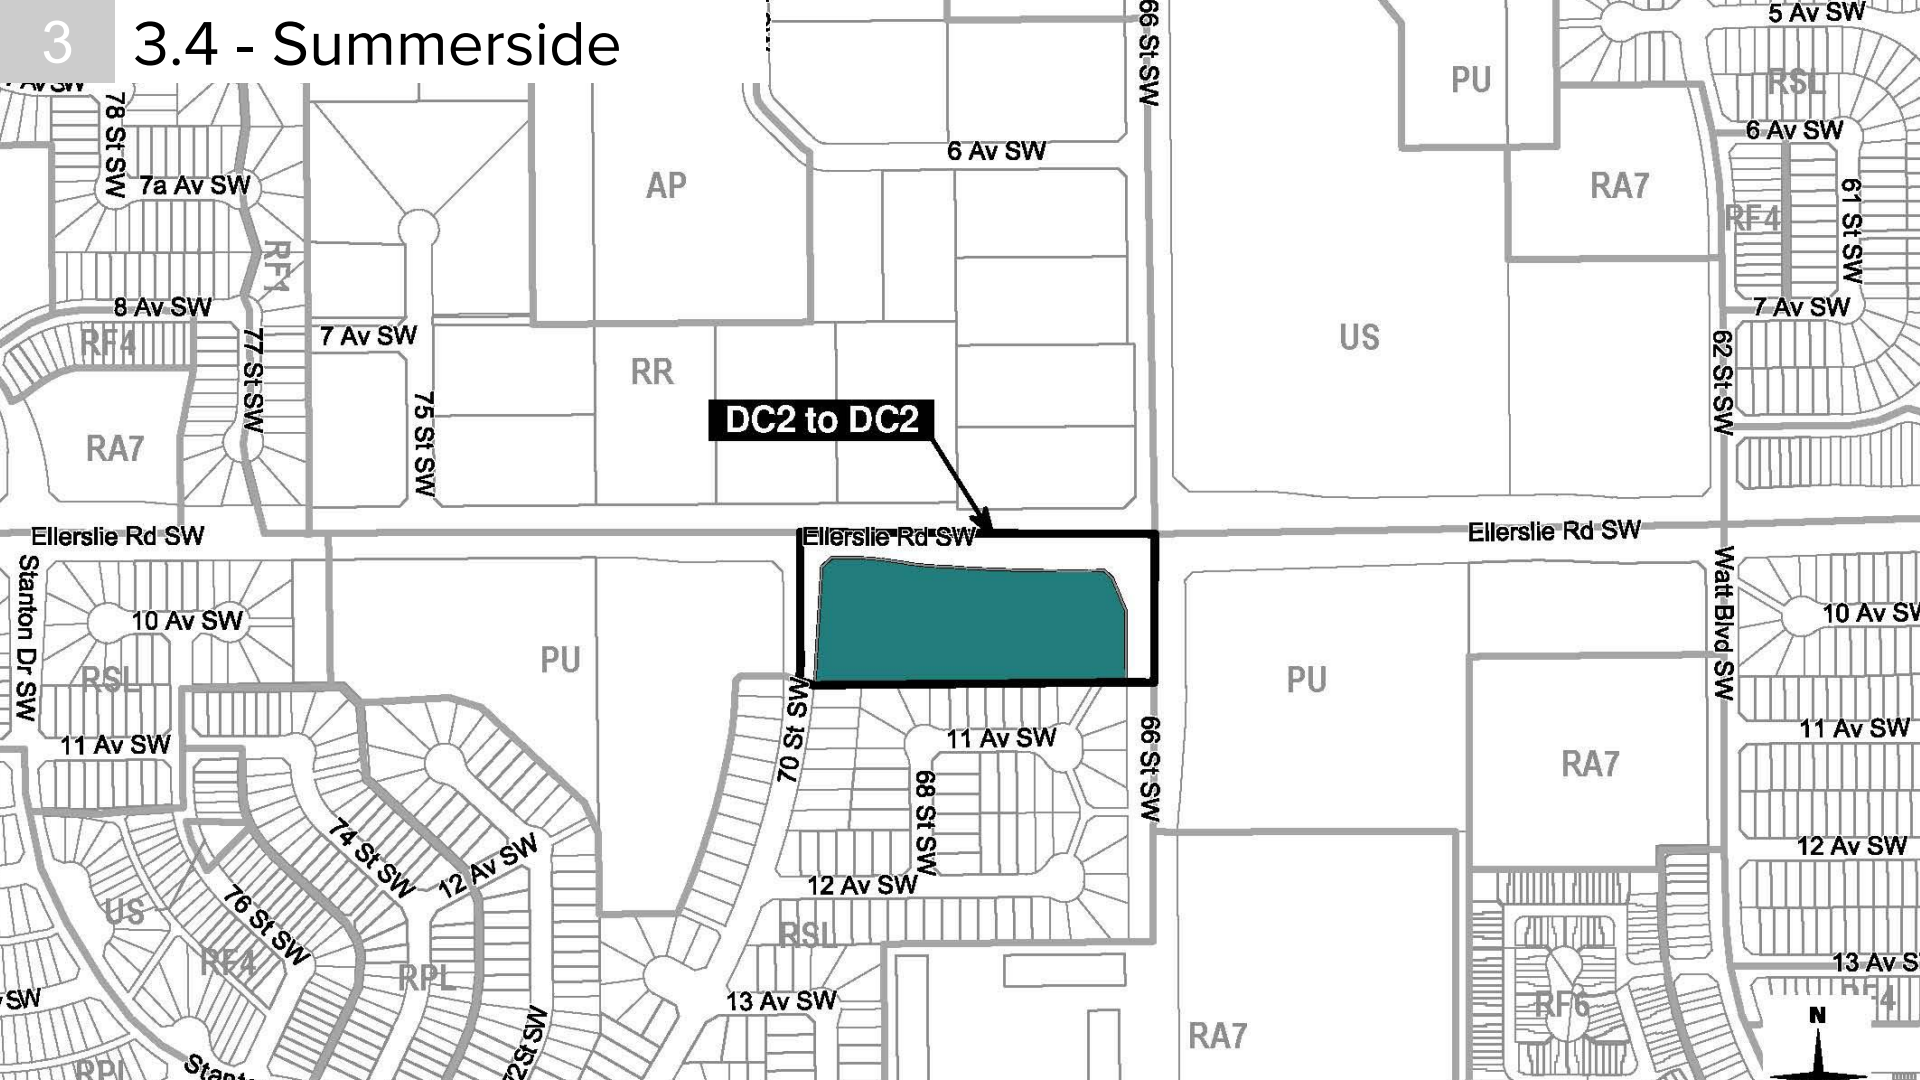 3
3.4 - Summerside
66 St SW
5 Av SW
PU
RSL
78 St SW
6 Av SW
6 Av SW
7a Av SW
AP
RA7
RF4
61 St SW
RF1
8 Av SW
7 Av SW
RF4
7 Av SW
77 St SW
US
62 St SW
RR
75 St SW
DC2 to DC2
RA7
Ellerslie Rd SW
Ellerslie Rd SW
Ellerslie Rd SW
Stanton Dr SW
10 Av SW
Watt Blvd SW
10 Av SW
RSL
PU
PU
70 St SW
11 Av SW
11 Av SW
66 St SW
11 Av SW
RA7
68 St SW
74 St SW
12 Av SW
12 Av SW
12 Av SW
US
76 St SW
RSL
RF4
RPL
13 Av S
RF4
SW
13 Av SW
RF6
72 St SW
RA7
N
RPL
Stant